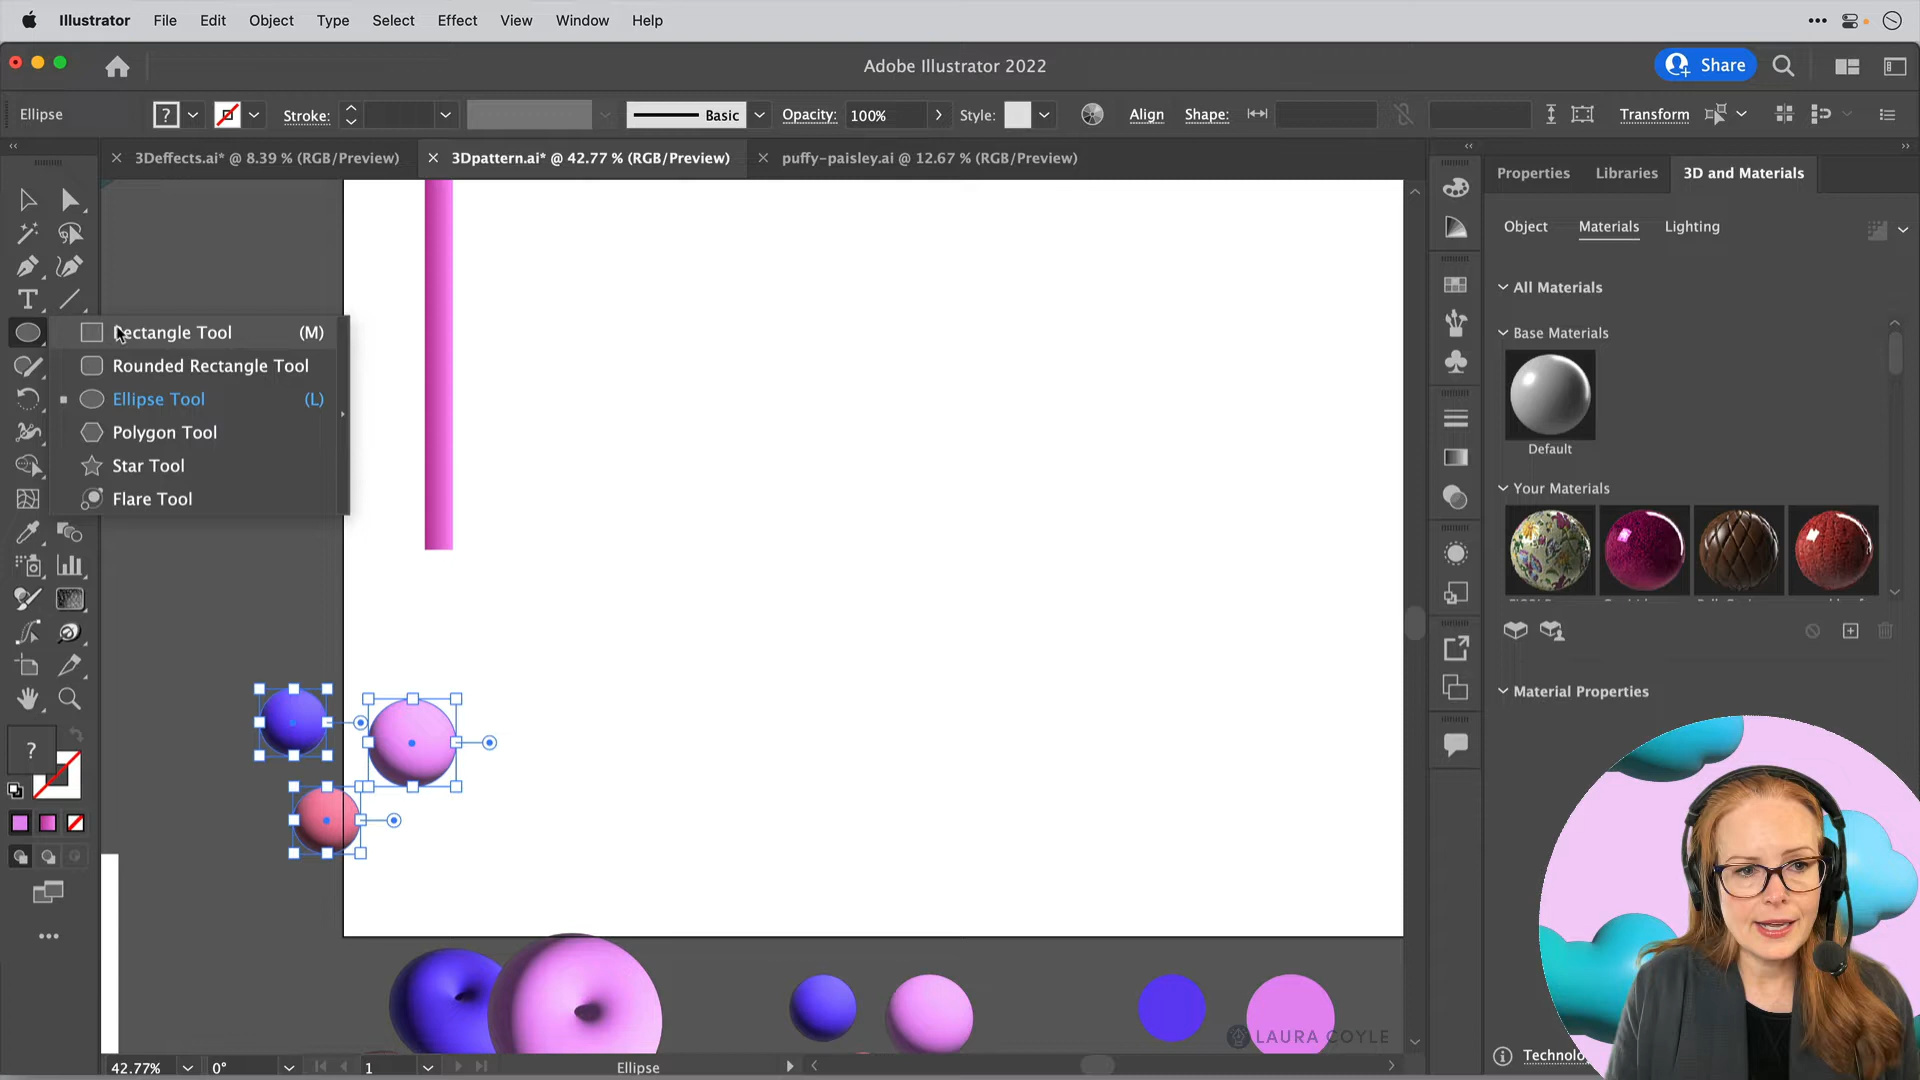 Illustrator File Edit Object Type Select Effect View Window Help
Adobe Illustrator 2022
Share
Ellipse
?
Stroke:
Basic
Opacity: 100%
Style:
Align
Shape:
Transform
3Deffects.ai* @ 8.39 % (RGB/Preview)
3Dpattern.ai* @ 42.77 % (RGB/Preview)
puffy-paisley.ai @ 12.67 % (RGB/Preview)
Properties
Libraries
3D and Materials
Object
Materials
Lighting
All Materials
Base Materials
Default
Your Materials
Material Properties
Rectangle Tool (M)
Rounded Rectangle Tool
Ellipse Tool (L)
Polygon Tool
Star Tool
Flare Tool
?
LAURA COYLE
42.77%
0°
1
Ellipse